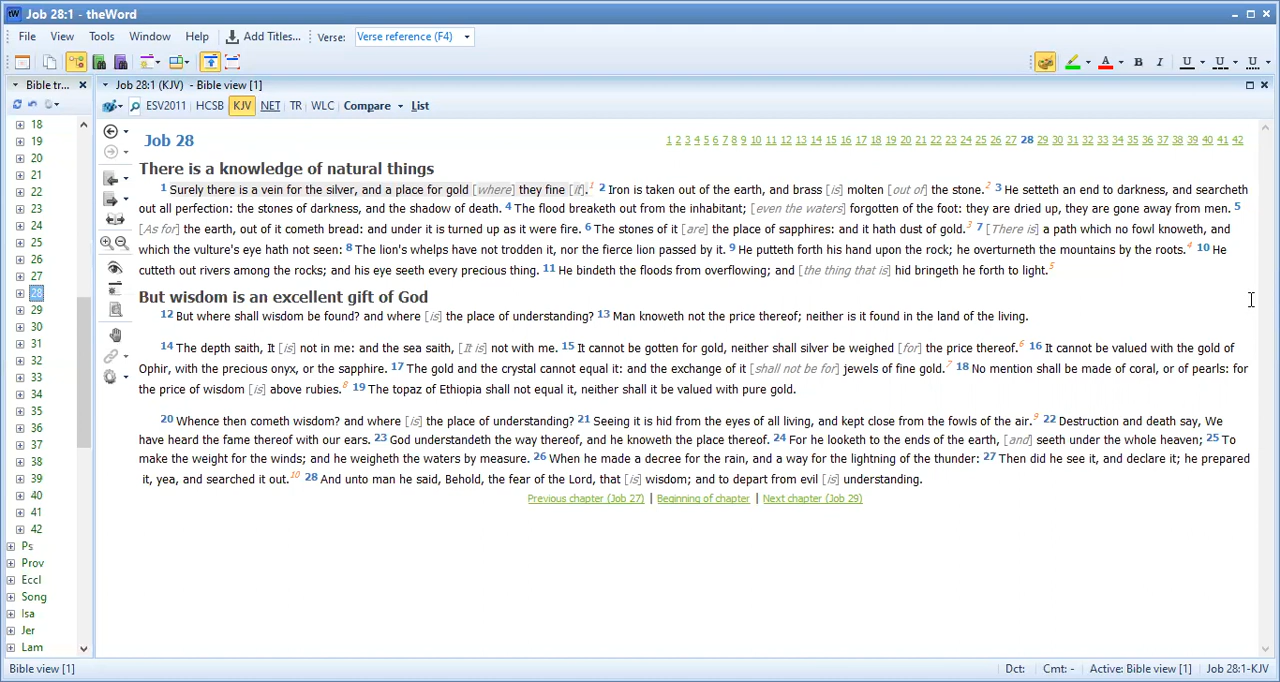 Job 28:1 - theWord
File View Tools Window Help Add Titles... Verse: Verse reference (F4)
B I U U U
Bible tr... Job 28:1 (KJV) - Bible view [1]
ESV2011 HCSB KJV NET TR WLC Compare List
18
19
20
21
22
23
24
25
26
27
28
29
30
31
32
33
34
35
36
37
38
39
40
41
42
Ps
Prov
Eccl
Song
Isa
Jer
Lam
Job 28
1 2 3 4 5 6 7 8 9 10 11 12 13 14 15 16 17 18 19 20 21 22 23 24 25 26 27 28 29 30 31 32 33 34 35 36 37 38 39 40 41 42
There is a knowledge of natural things
1 Surely there is a vein for the silver, and a place for gold [where] they fine [it].1 2 Iron is taken out of the earth, and brass [is] molten [out of] the stone.2 3 He setteth an end to darkness, and searcheth
out all perfection: the stones of darkness, and the shadow of death. 4 The flood breaketh out from the inhabitant; [even the waters] forgotten of the foot: they are dried up, they are gone away from men. 5
[As for] the earth, out of it cometh bread: and under it is turned up as it were fire. 6 The stones of it [are] the place of sapphires: and it hath dust of gold.3 7 [There is] a path which no fowl knoweth, and
which the vulture's eye hath not seen: 8 The lion's whelps have not trodden it, nor the fierce lion passed by it. 9 He putteth forth his hand upon the rock; he overturneth the mountains by the roots.4 10 He
cutteth out rivers among the rocks; and his eye seeth every precious thing. 11 He bindeth the floods from overflowing; and [the thing that is] hid bringeth he forth to light.5
But wisdom is an excellent gift of God
12 But where shall wisdom be found? and where [is] the place of understanding? 13 Man knoweth not the price thereof; neither is it found in the land of the living.
14 The depth saith, It [is] not in me: and the sea saith, [It is] not with me. 15 It cannot be gotten for gold, neither shall silver be weighed [for] the price thereof.6 16 It cannot be valued with the gold of
Ophir, with the precious onyx, or the sapphire. 17 The gold and the crystal cannot equal it: and the exchange of it [shall not be for] jewels of fine gold.7 18 No mention shall be made of coral, or of pearls: for
the price of wisdom [is] above rubies.8 19 The topaz of Ethiopia shall not equal it, neither shall it be valued with pure gold.
20 Whence then cometh wisdom? and where [is] the place of understanding? 21 Seeing it is hid from the eyes of all living, and kept close from the fowls of the air.9 22 Destruction and death say, We
have heard the fame thereof with our ears. 23 God understandeth the way thereof, and he knoweth the place thereof. 24 For he looketh to the ends of the earth, [and] seeth under the whole heaven; 25 To
make the weight for the winds; and he weigheth the waters by measure. 26 When he made a decree for the rain, and a way for the lightning of the thunder: 27 Then did he see it, and declare it; he prepared
it, yea, and searched it out.10 28 And unto man he said, Behold, the fear of the Lord, that [is] wisdom; and to depart from evil [is] understanding.
Previous chapter (Job 27) | Beginning of chapter | Next chapter (Job 29)
Bible view [1] Dct: Cmt: - Active: Bible view [1] Job 28:1-KJV